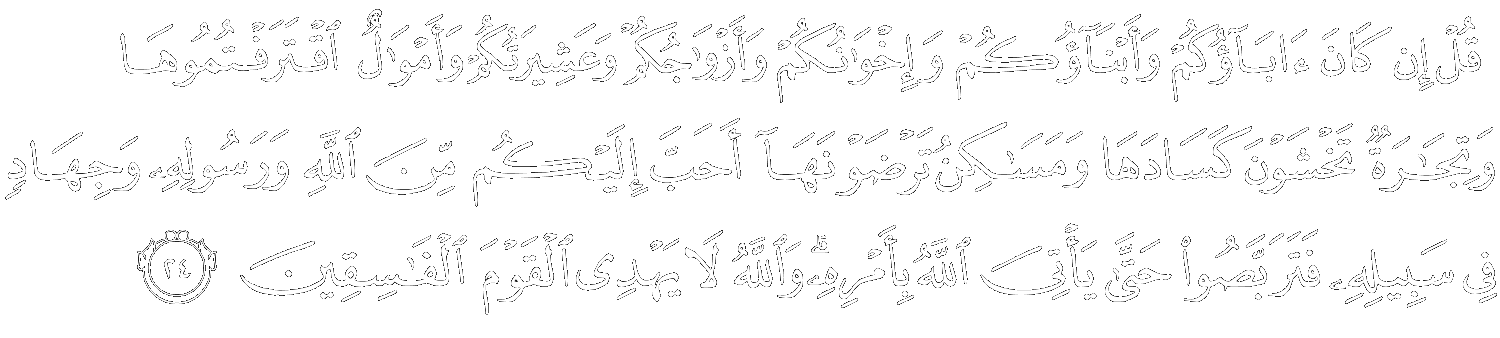 قُلْ إِن كَانَ ءَابَآؤُكُمْ وَأَبْنَآؤُكُمْ وَإِخْوَٰنُكُمْ وَأَزْوَٰجُكُمْ وَعَشِيرَتُكُمْ وَأَمْوَٰلٌ ٱقْتَرَفْتُمُوهَا
وَتِجَٰرَةٌ تَخْشَوْنَ كَسَادَهَا وَمَسَٰكِنُ تَرْضَوْنَهَآ أَحَبَّ إِلَيْكُم مِّنَ ٱللَّهِ وَرَسُولِهِۦ وَجِهَادٍ
فِى سَبِيلِهِۦ فَتَرَبَّصُوا۟ حَتَّىٰ يَأْتِىَ ٱللَّهُ بِأَمْرِهِۦ ۗ وَٱللَّهُ لَا يَهْدِى ٱلْقَوْمَ ٱلْفَٰسِقِينَ ٢٤